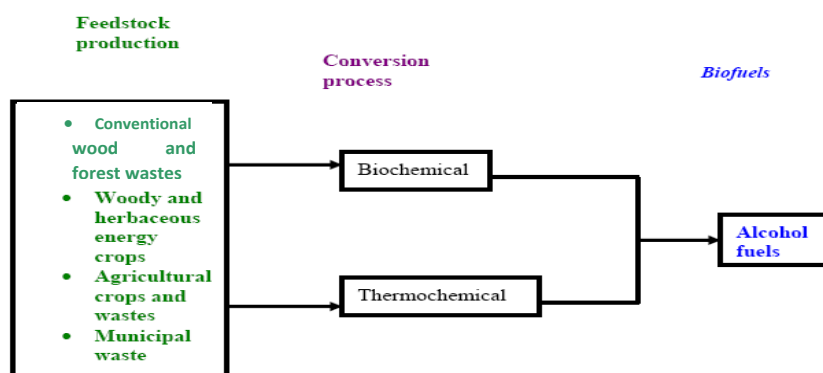 Feedstock
production
Conversion
process
Biofuels
• Conventional
wood and
forest wastes
• Woody and
herbaceous
energy
crops
• Agricultural
crops and
wastes
• Municipal
waste
Biochemical
Thermochemical
Alcohol
fuels